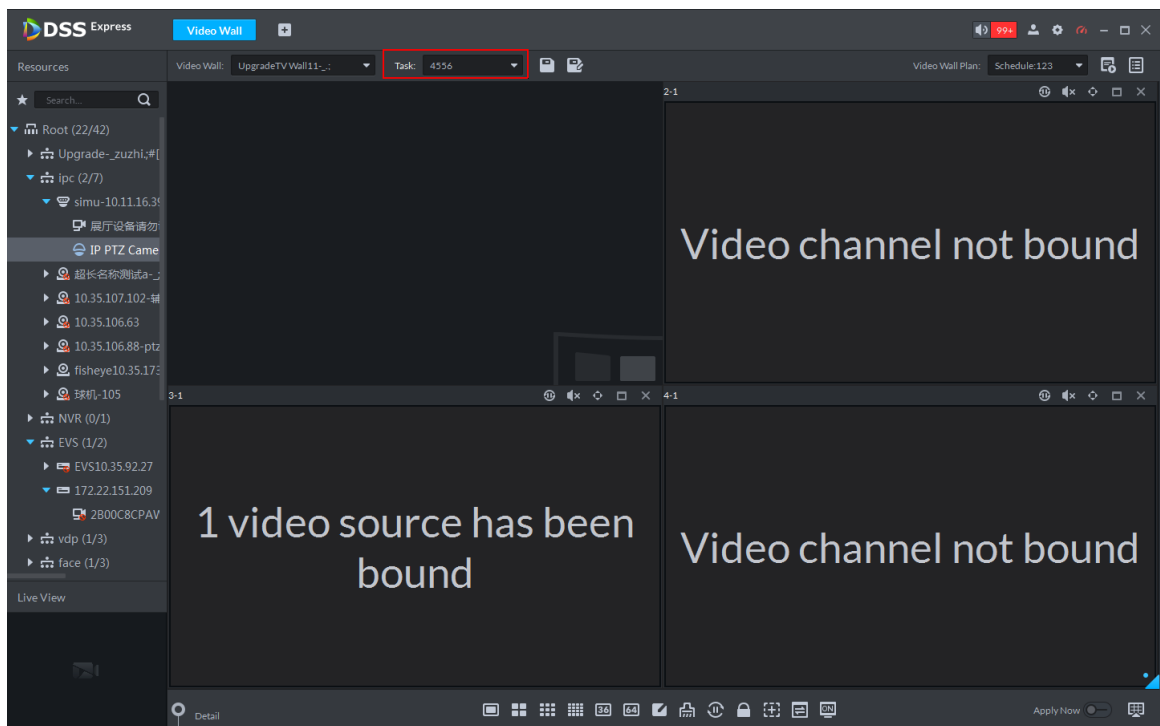 DSS Express
Video Wall
99+
Resources
Video Wall: UpgradeTV Wall11-_.;
Task: 4556
Video Wall Plan: Schedule:123
Search...
Root (22/42)
Upgrade-_zuzhi.;#[
ipc (2/7)
simu-10.11.16.39
展厅设备请勿
IP PTZ Came
超长名称测试a-_;
10.35.107.102-辅
10.35.106.63
10.35.106.88-ptz
fisheye10.35.173
球机-105
NVR (0/1)
EVS (1/2)
EVS10.35.92.27
172.22.151.209
2B00C8CPAV
vdp (1/3)
face (1/3)
Live View
2-1
Video channel not bound
3-1
1 video source has been
bound
4-1
Video channel not bound
Detail
36
64
ON
Apply Now